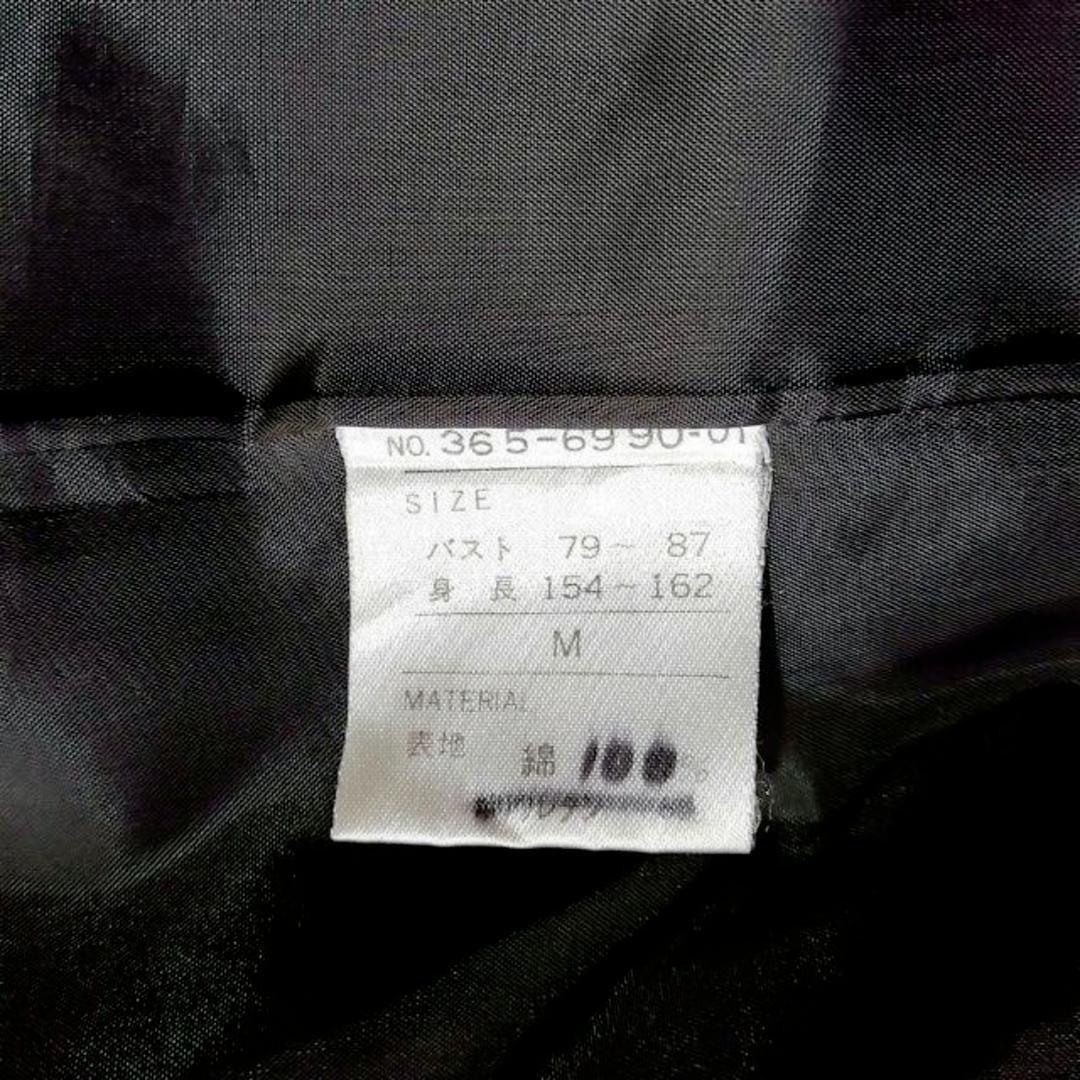 NO. 365-6990-01
SIZE
バスト 79～ 87
身 長 154～162
M
MATERIAL
表地 綿 100%